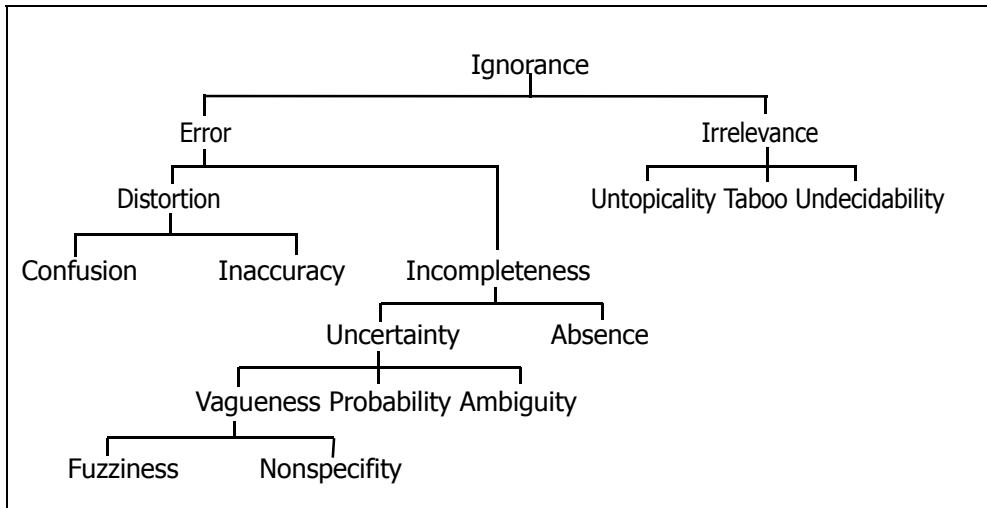 Ignorance
Error Irrelevance
Distortion Untopicality Taboo Undecidability
Confusion Inaccuracy Incompleteness
Uncertainty Absence
Vagueness Probability Ambiguity
Fuzziness Nonspecifity